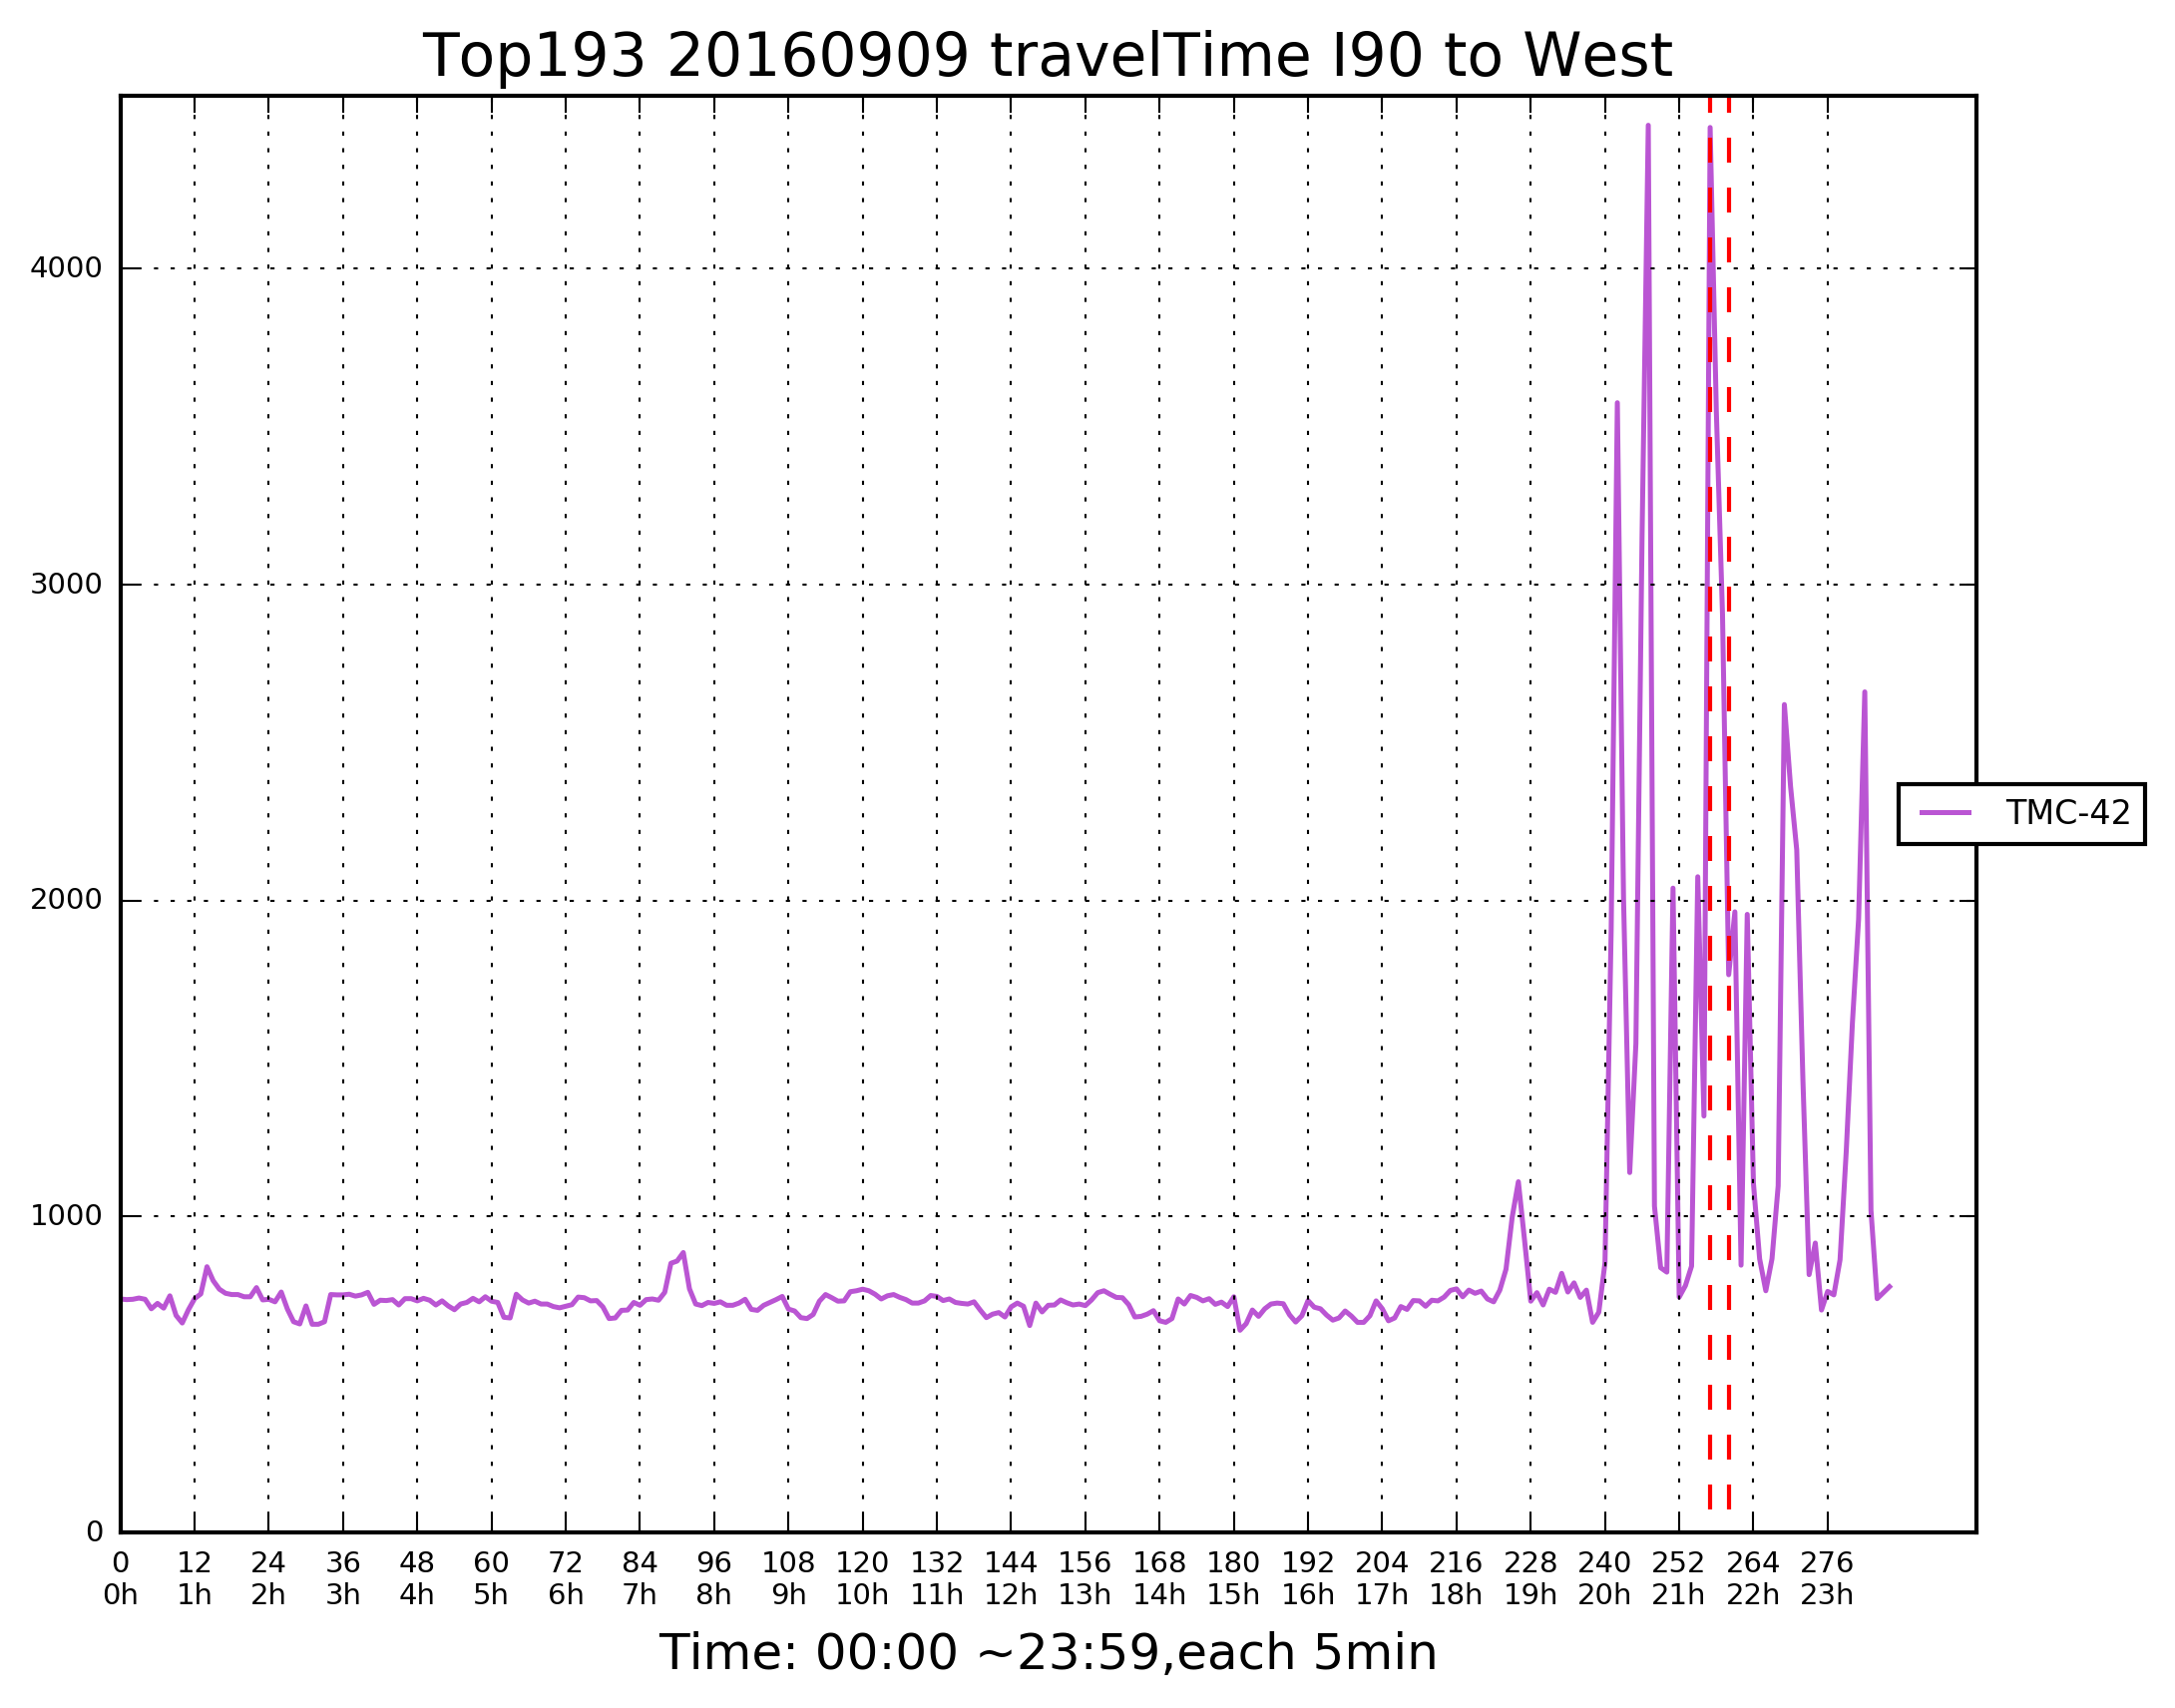 Top193 20160909 travelTime I90 to West
4000
3000
2000
1000
0
TMC-42
0 12 24 36 48 60 72 84 96 108 120 132 144 156 168 180 192 204 216 228 240 252 264 276
0h 1h 2h 3h 4h 5h 6h 7h 8h 9h 10h 11h 12h 13h 14h 15h 16h 17h 18h 19h 20h 21h 22h 23h
Time: 00:00 ~23:59,each 5min